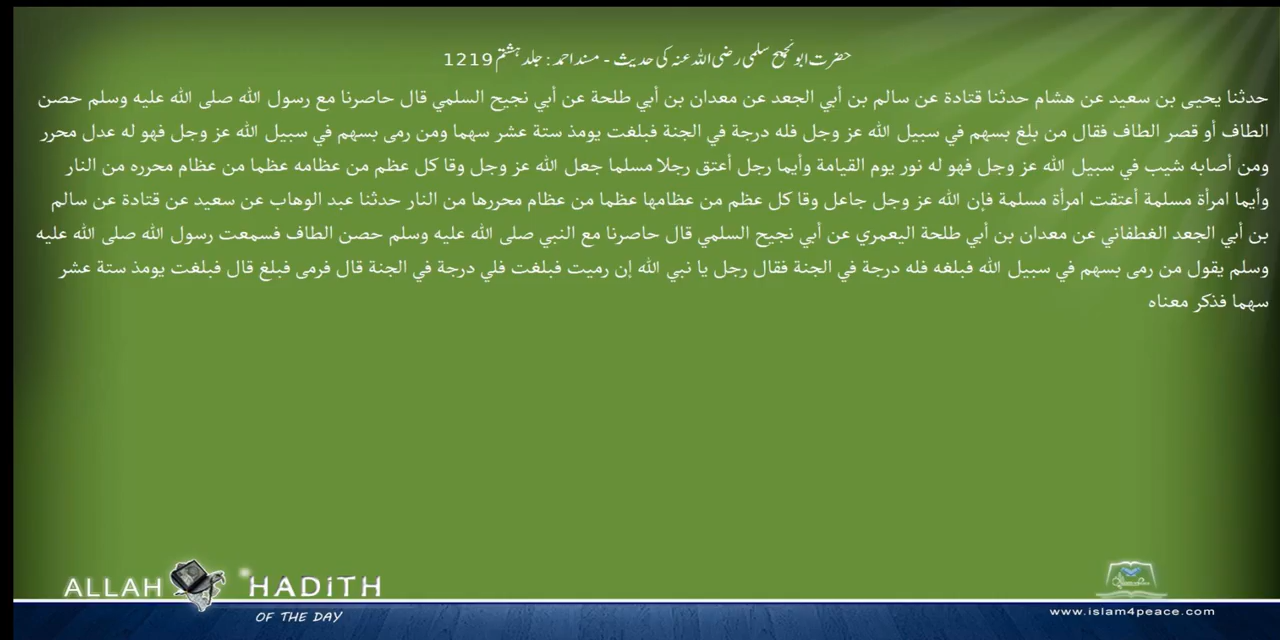 حضرت ابو نجیح سلمی رضی اللہ عنہ کی حدیث - مسند احمد: جلد ہشتم 1219
حدثنا يحيى بن سعيد عن هشام حدثنا قتادة عن سالم بن أبي الجعد عن معدان بن أبي طلحة عن أبي نجيح السلمي قال حاصرنا مع رسول الله صلى الله عليه وسلم حصن
الطاف أو قصر الطاف فقال من بلغ بسهم في سبيل الله عز وجل فله درجة في الجنة فبلغت يومذ ستة عشر سهما ومن رمى بسهم في سبيل الله عز وجل فهو له عدل محرر
ومن أصابه شيب في سبيل الله عز وجل فهو له نور يوم القيامة وأيما رجل أعتق رجلا مسلما جعل الله عز وجل وقا كل عظم من عظامه عظما من عظام محرره من النار
وأيما امرأة مسلمة أعتقت امرأة مسلمة فإن الله عز وجل جاعل وقا كل عظم من عظامها عظما من عظام محررها من النار حدثنا عبد الوهاب عن سعيد عن قتادة عن سالم
بن أبي الجعد الغطفاني عن معدان بن أبي طلحة اليعمري عن أبي نجيح السلمي قال حاصرنا مع النبي صلى الله عليه وسلم حصن الطاف فسمعت رسول الله صلى الله عليه
وسلم يقول من رمى بسهم في سبيل الله فبلغه فله درجة في الجنة فقال رجل يا نبي الله إن رميت فبلغت فلي درجة في الجنة قال فرمى فبلغ قال فبلغت يومذ ستة عشر
سهما فذكر معناه
ALLAH HADITH
OF THE DAY
www.islam4peace.com